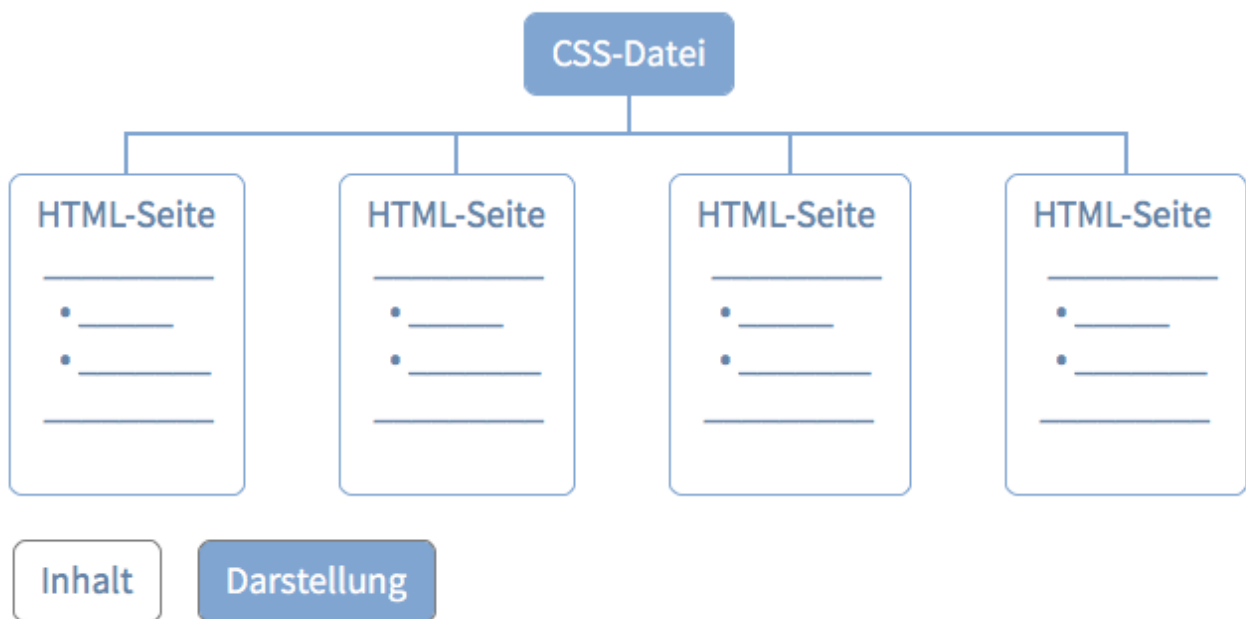 CSS-Datei
HTML-Seite
HTML-Seite
HTML-Seite
HTML-Seite
Inhalt
Darstellung